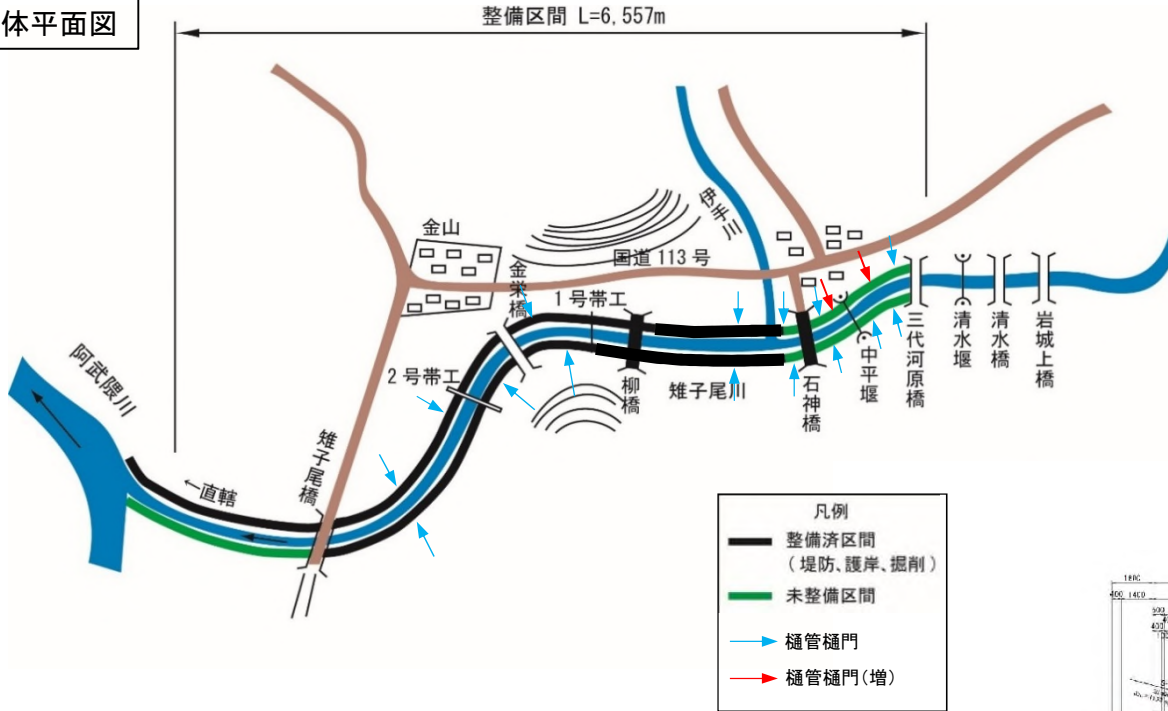 体平面図
整備区間 L=6,557m
金山
伊手川
国道 113 号
金栄橋
1 号帯工
2 号帯工
阿武隈川
雉子尾橋
←直轄
柳橋
雉子尾川
石神橋
中平堰
三代河原橋
清水堰
清水橋
岩城上橋
凡例
整備済区間
(堤防、護岸、掘削)
未整備区間
樋管樋門
樋管樋門(増)
400 1400